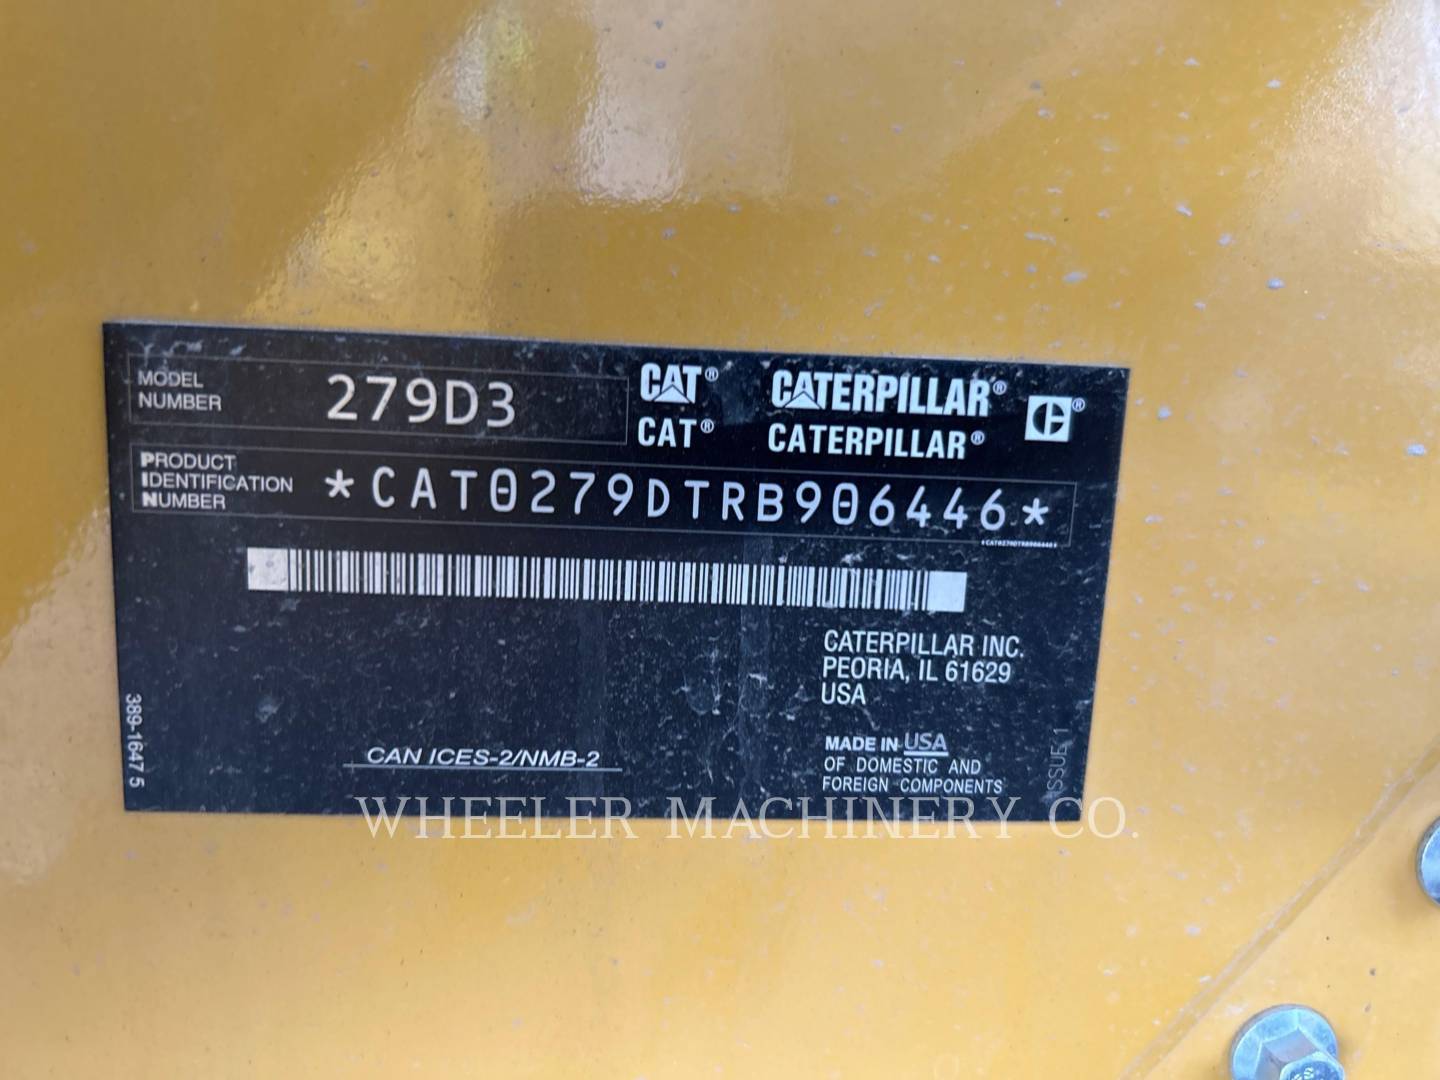 MODEL NUMBER 279D3
CAT® CATERPILLAR®
CAT® CATERPILLAR®
PRODUCT
IDENTIFICATION
NUMBER
*CAT0279DTRB906446*
*CAT0279DTRB906446*
CATERPILLAR INC.
PEORIA, IL 61629
USA
389-1647 5
CAN ICES-2/NMB-2
MADE IN USA
OF DOMESTIC AND
FOREIGN COMPONENTS
ISSUE 1
WHEELER MACHINERY CO.